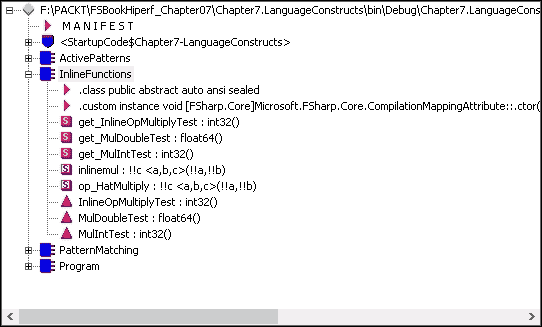 F:\PACKT\FSBookHiperf_Chapter07\Chapter7.LanguageConstructs\bin\Debug\Chapter7.LanguageCons
M A N I F E S T
<StartupCode$Chapter7-LanguageConstructs>
ActivePatterns
InlineFunctions
.class public abstract auto ansi sealed
.custom instance void [FSharp.Core]Microsoft.FSharp.Core.CompilationMappingAttribute::.ctor(
get_InlineOpMultiplyTest : int32()
get_MulDoubleTest : float64()
get_MulIntTest : int32()
inlinemul : !!c <a,b,c>(!!a,!!b)
op_HatMultiply : !!c <a,b,c>(!!a,!!b)
InlineOpMultiplyTest : int32()
MulDoubleTest : float64()
MulIntTest : int32()
PatternMatching
Program